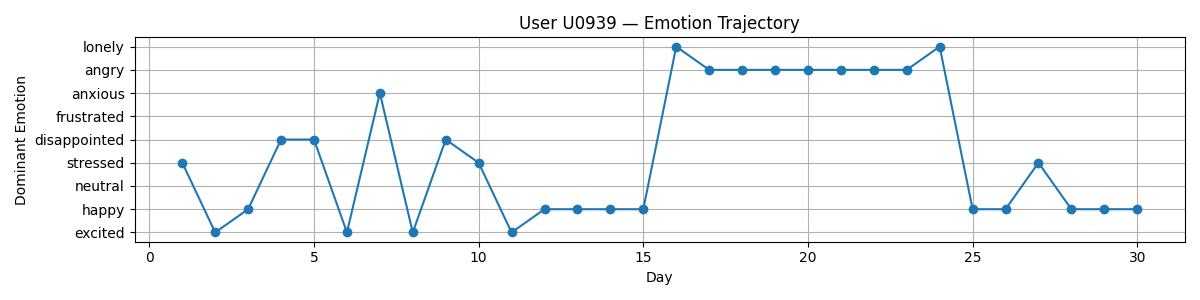 User U0939 — Emotion Trajectory
Dominant Emotion
lonely
angry
anxious
frustrated
disappointed
stressed
neutral
happy
excited
0 5 10 15 20 25 30
Day